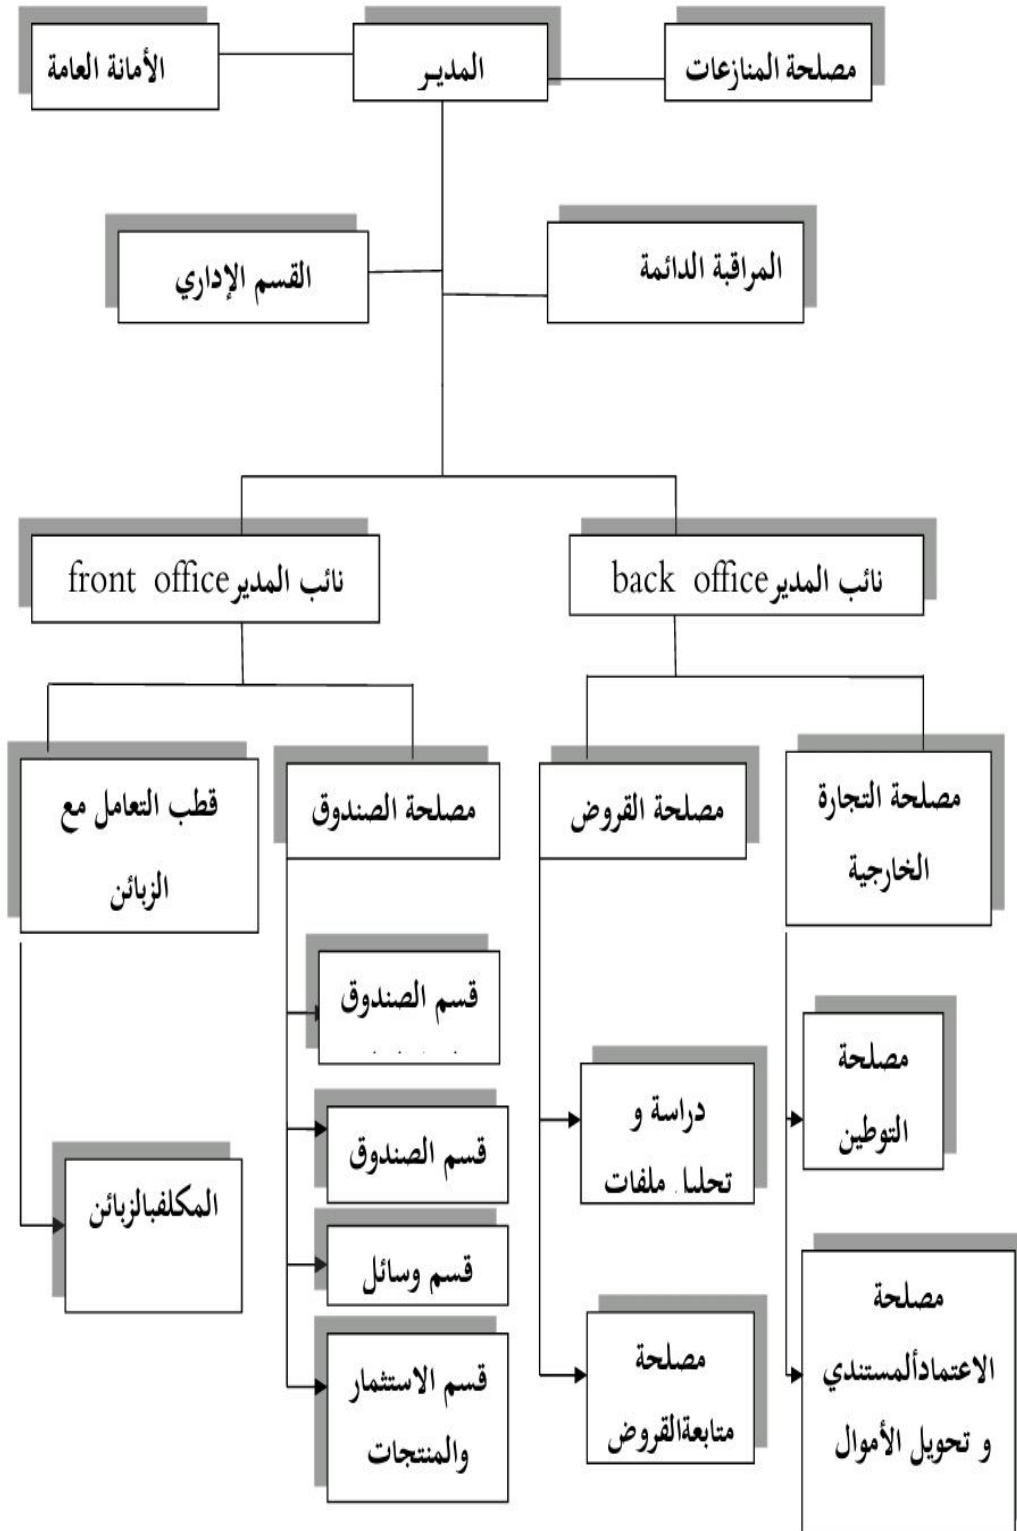 مصلحة المنازعات
المديـر
الأمانة العامة
المراقبة الدائمة
القسم الإداري
نائب المدير back office
نائب المدير front office
مصلحة التجارة
الخارجية
مصلحة القروض
مصلحة الصندوق
قطب التعامل مع
الزبائن
مصلحة
التوطين
مصلحة
الاعتمادألمستندي
و تحويل الأموال
دراسة و
تحليل ملفات
مصلحة
متابعةالقروض
قسم الصندوق
قسم الصندوق
قسم وسائل
قسم الاستثمار
والمنتجات
المكلفبالزبائن